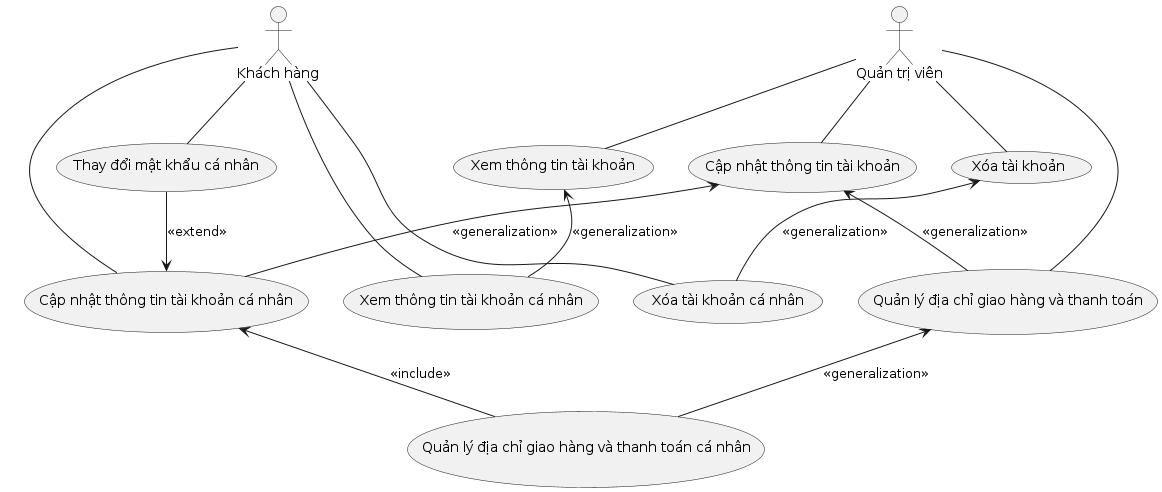 Khách hàng
Quản trị viên
Thay đổi mật khẩu cá nhân
Xem thông tin tài khoản
Cập nhật thông tin tài khoản
Xóa tài khoản
«extend»
«generalization»
«generalization»
«generalization»
«generalization»
Cập nhật thông tin tài khoản cá nhân
Xem thông tin tài khoản cá nhân
Xóa tài khoản cá nhân
Quản lý địa chỉ giao hàng và thanh toán
«include»
«generalization»
Quản lý địa chỉ giao hàng và thanh toán cá nhân